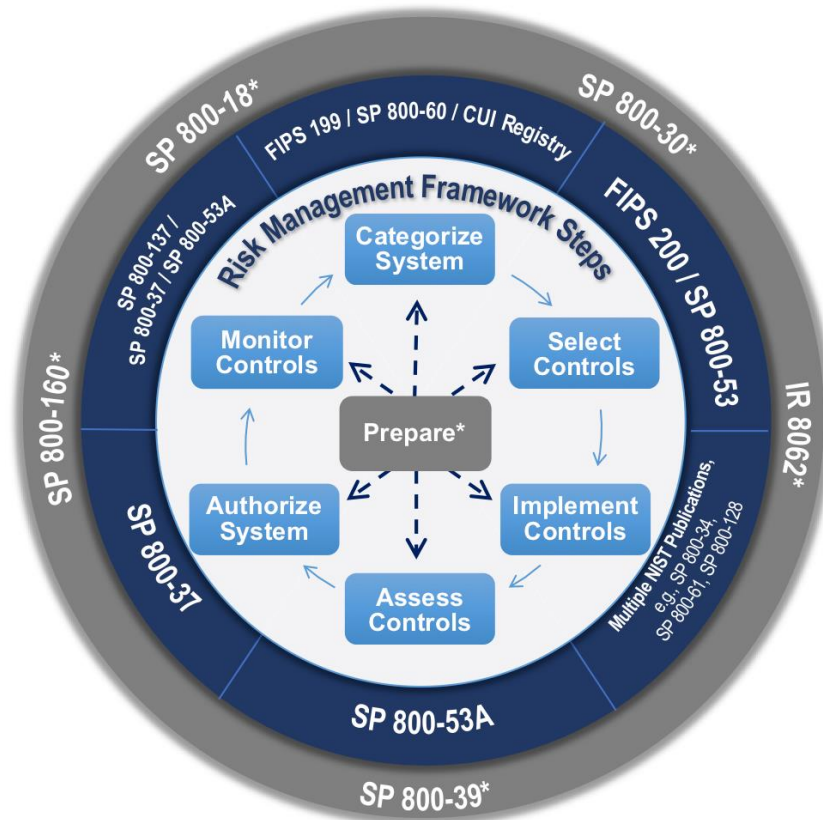 SP 800-18*
SP 800-30*
FIPS 199 / SP 800-60 / CUI Registry
SP 800-137 /
SP 800-37 / SP 800-53A
FIPS 200 / SP 800-53
Risk Management Framework Steps
Categorize
System
Monitor
Controls
Select
Controls
SP 800-160*
Prepare*
IR 8062*
Authorize
System
Implement
Controls
SP 800-37
Multiple NIST Publications,
e.g., SP 800-34,
SP 800-61, SP 800-128
Assess
Controls
SP 800-53A
SP 800-39*